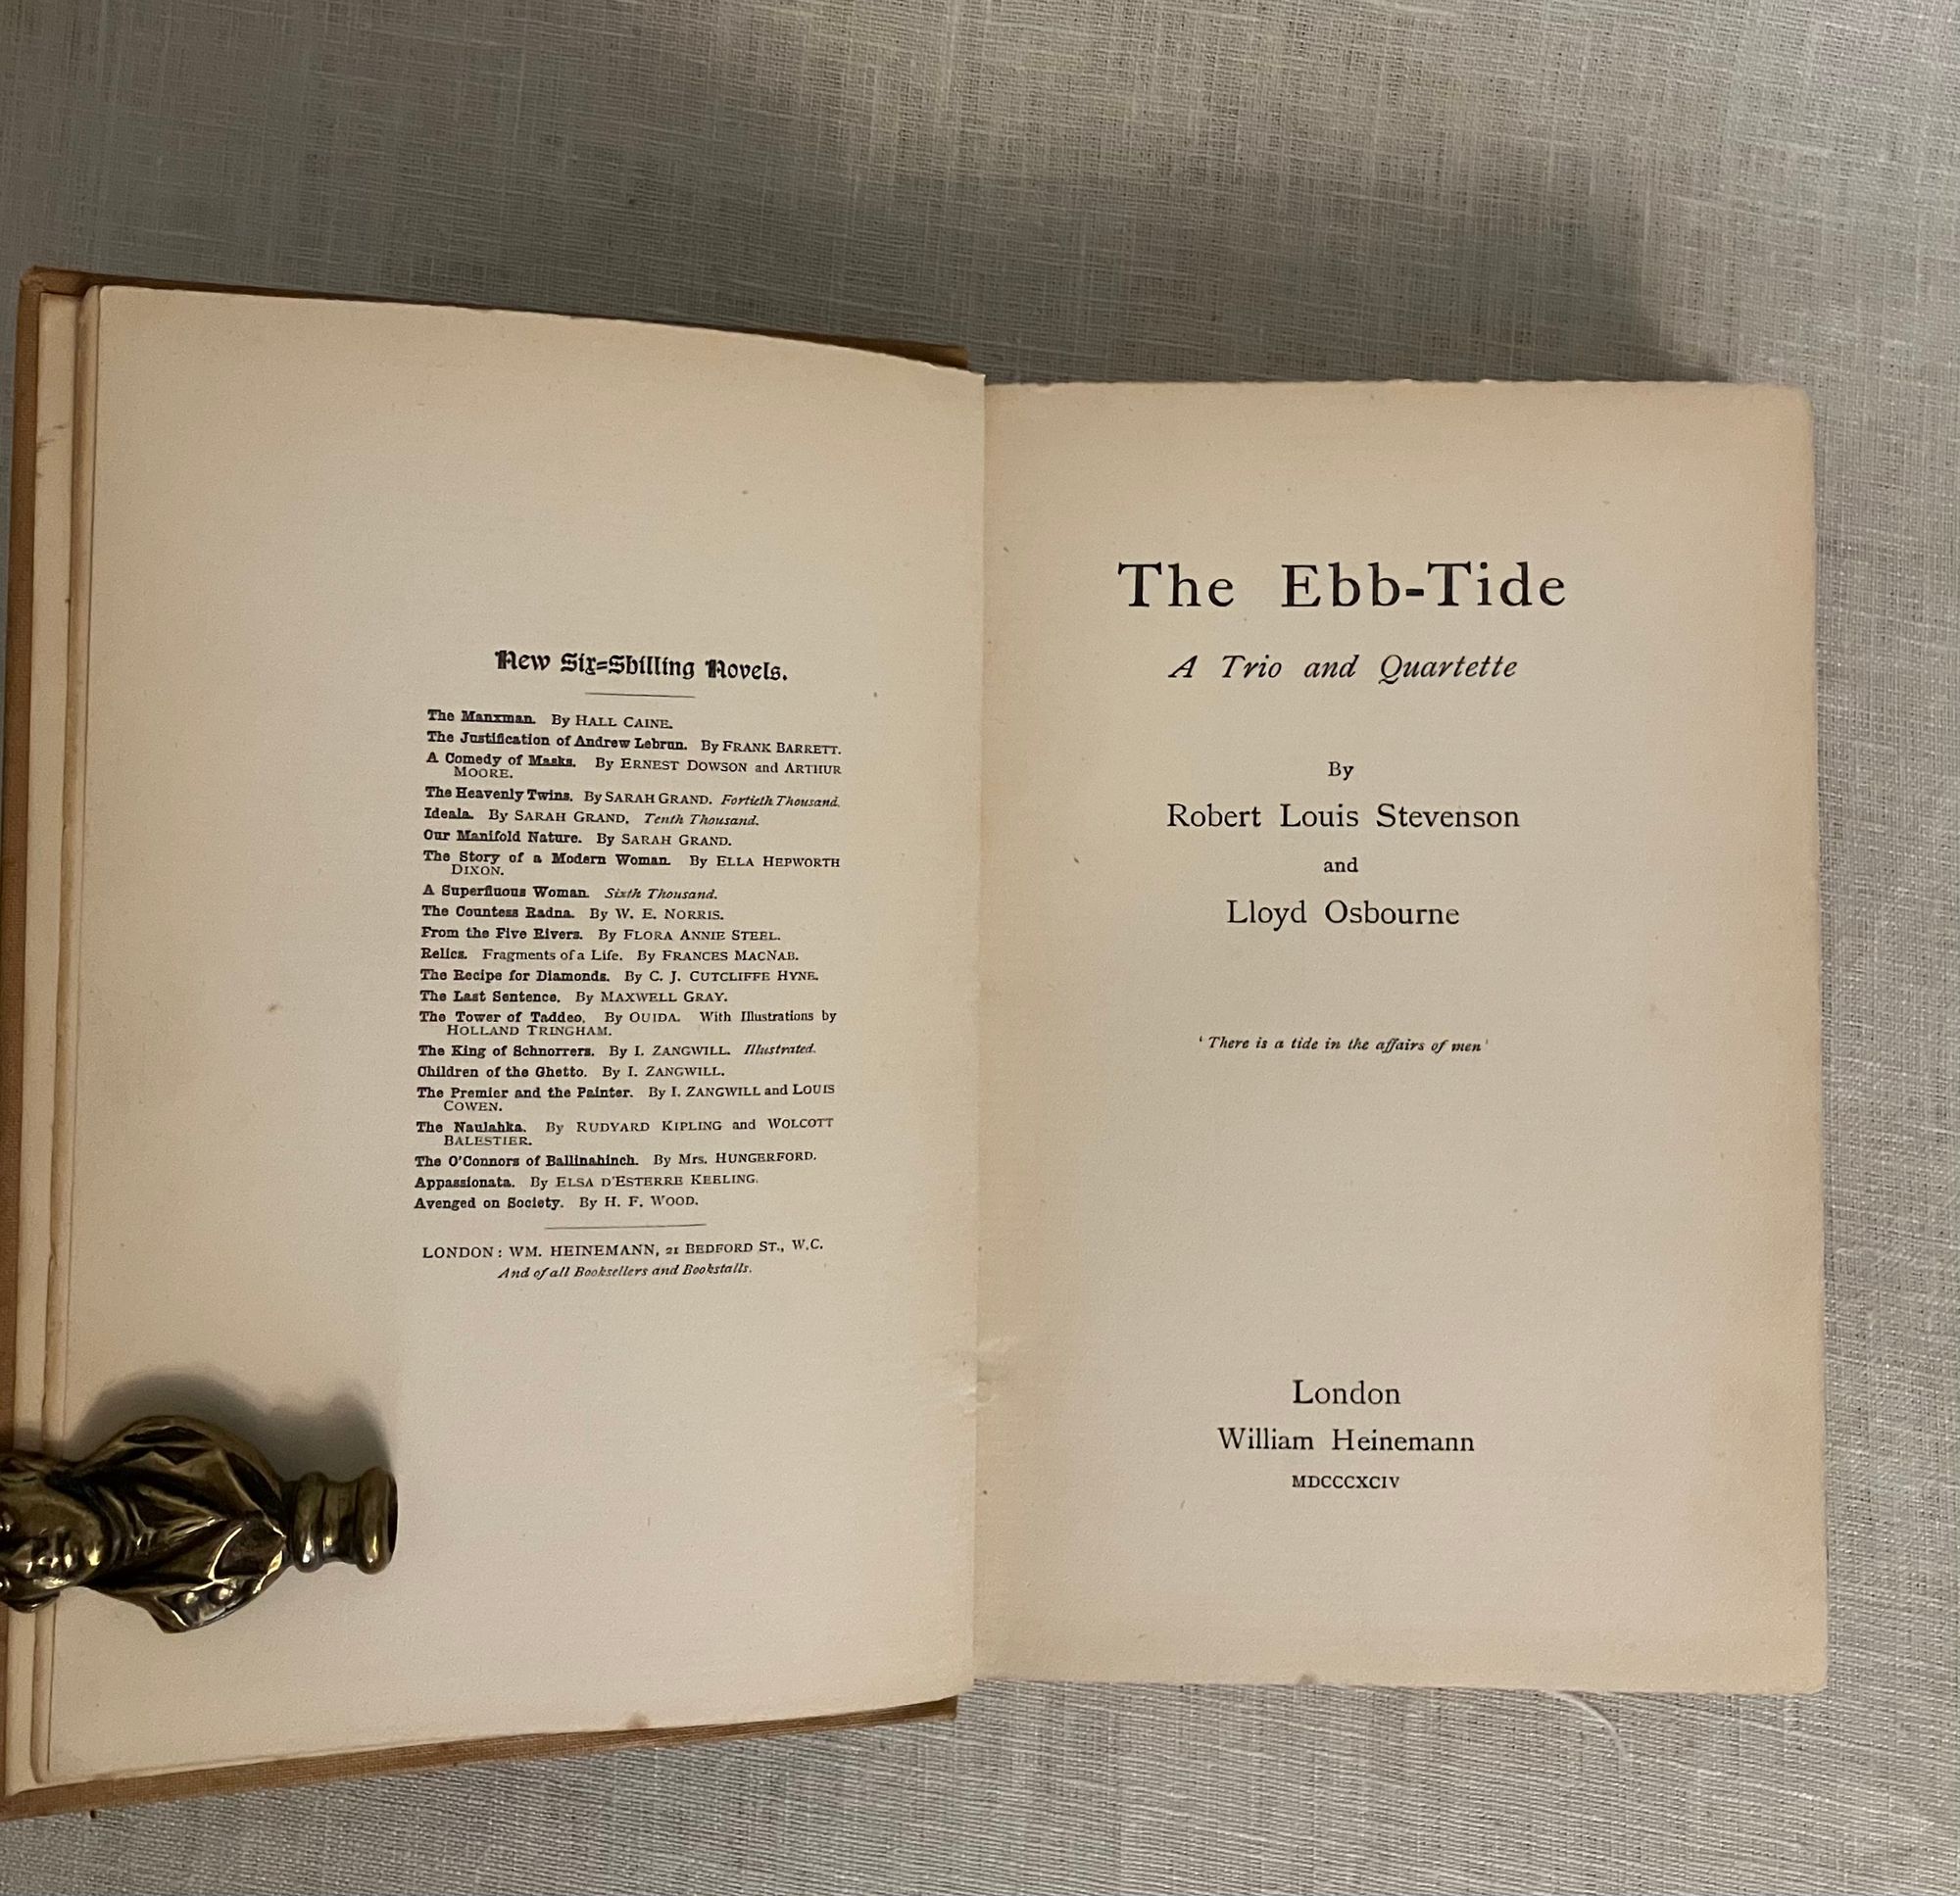 New Six=Shilling Novels.
The Manxman. By HALL CAINE.
The Justification of Andrew Lebrun. By FRANK BARRETT.
A Comedy of Masks. By ERNEST DOWSON and ARTHUR
MOORE.
The Heavenly Twins. By SARAH GRAND. Fortieth Thousand.
Ideala. By SARAH GRAND. Tenth Thousand.
Our Manifold Nature. By SARAH GRAND.
The Story of a Modern Woman. By ELLA HEPWORTH
DIXON.
A Superfluous Woman. Sixth Thousand.
The Countess Radna. By W. E. NORRIS.
From the Five Rivers. By FLORA ANNIE STEEL.
Relics. Fragments of a Life. By FRANCES MACNAB.
The Recipe for Diamonds. By C. J. CUTCLIFFE HYNE.
The Last Sentence. By MAXWELL GRAY.
The Tower of Taddeo. By OUIDA. With Illustrations by
HOLLAND TRINGHAM.
The King of Schnorrers. By I. ZANGWILL. Illustrated.
Children of the Ghetto. By I. ZANGWILL.
The Premier and the Painter. By I. ZANGWILL and LOUIS
COWEN.
The Naulahka. By RUDYARD KIPLING and WOLCOTT
BALESTIER.
The O'Connors of Ballinahinch. By Mrs. HUNGERFORD.
Appassionata. By ELSA D'ESTERRE KEELING.
Avenged on Society. By H. F. WOOD.
LONDON: WM. HEINEMANN, 21 BEDFORD ST., W.C.
And of all Booksellers and Bookstalls.
The Ebb-Tide
A Trio and Quartette
By
Robert Louis Stevenson
and
Lloyd Osbourne
'There is a tide in the affairs of men'
London
William Heinemann
MDCCCXCIV